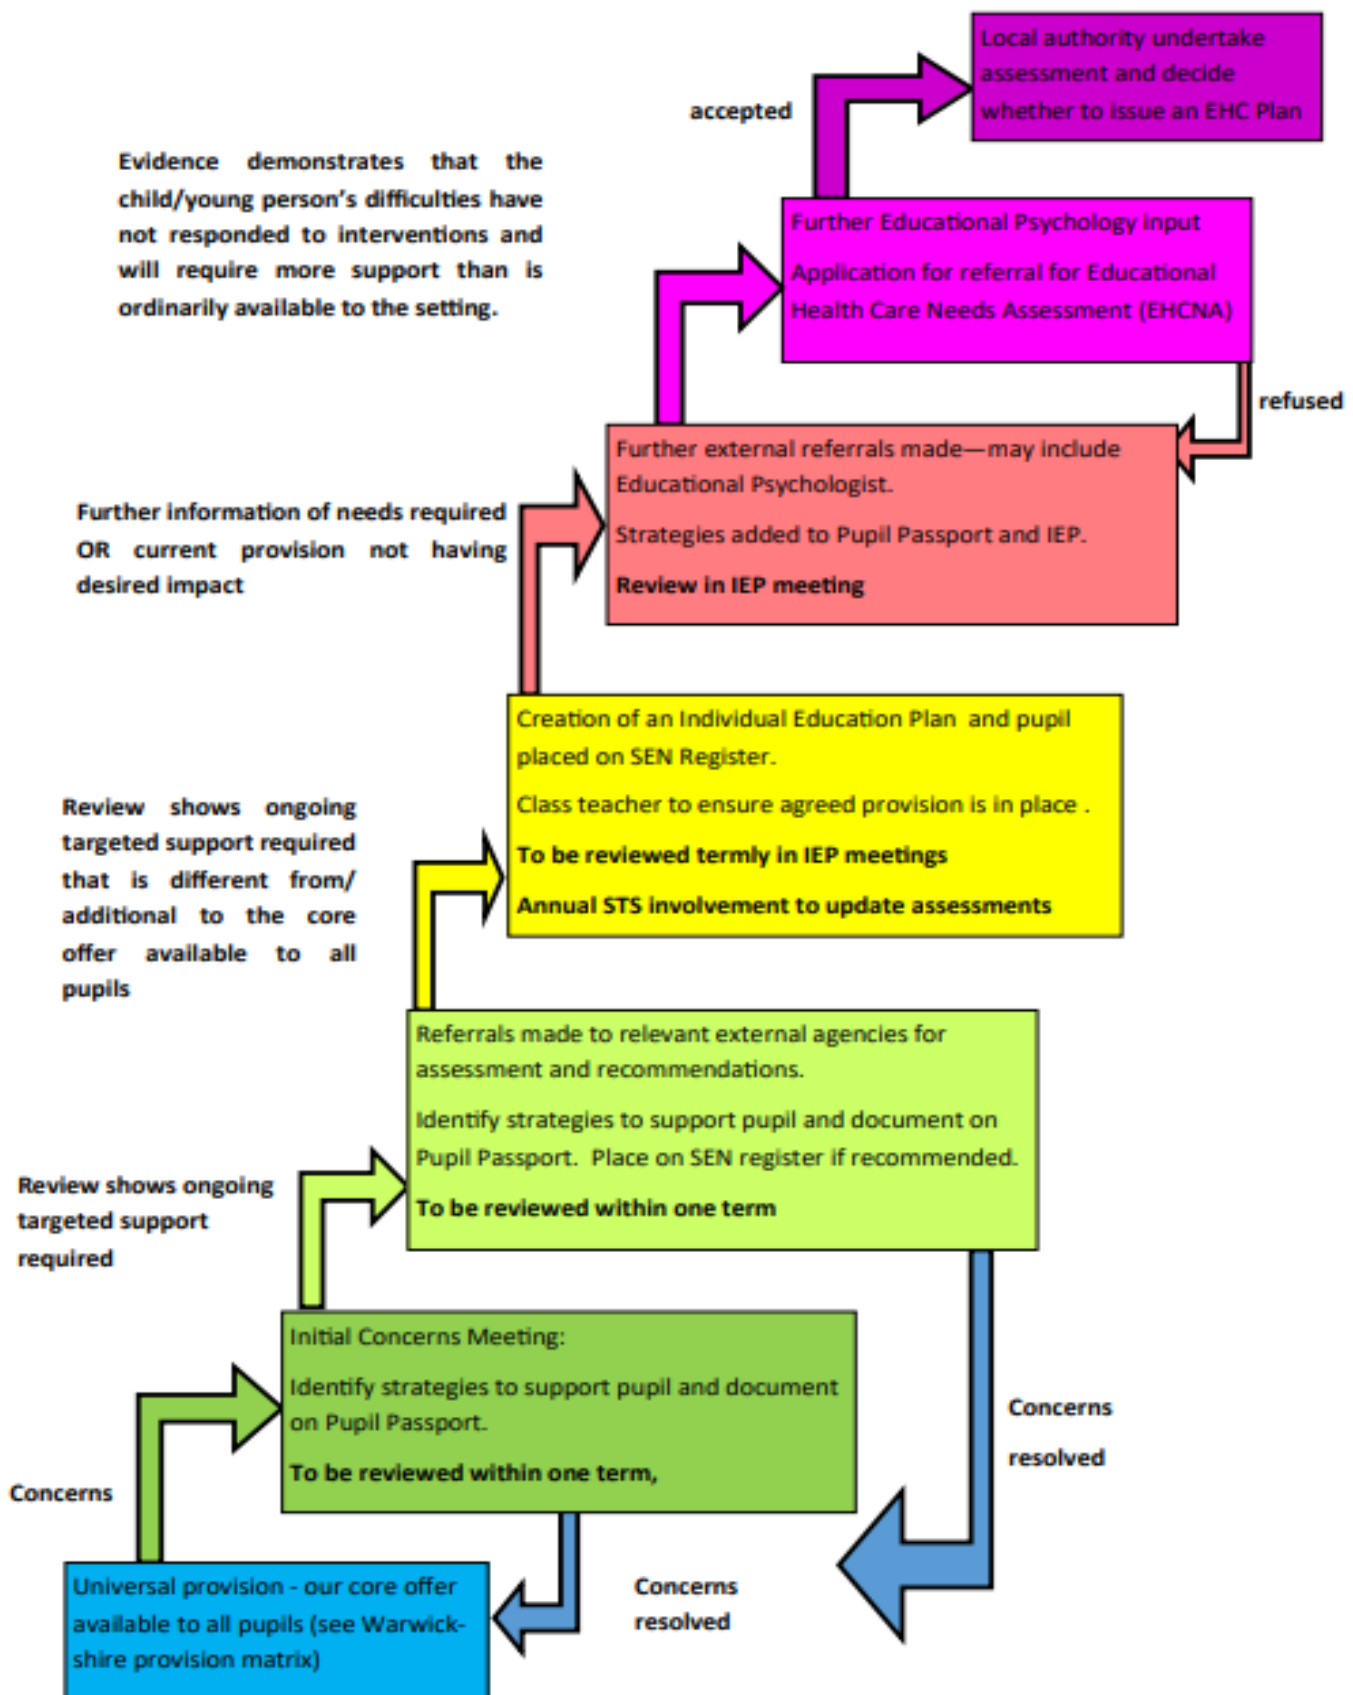 Local authority undertake
assessment and decide
whether to issue an EHC Plan
accepted
Evidence demonstrates that the
child/young person's difficulties have
not responded to interventions and
will require more support than is
ordinarily available to the setting.
Further Educational Psychology input
Application for referral for Educational
Health Care Needs Assessment (EHCNA)
refused
Further external referrals made—may include
Educational Psychologist.
Strategies added to Pupil Passport and IEP.
Review in IEP meeting
Further information of needs required
OR current provision not having
desired impact
Creation of an Individual Education Plan and pupil
placed on SEN Register.
Class teacher to ensure agreed provision is in place .
To be reviewed termly in IEP meetings
Annual STS involvement to update assessments
Review shows ongoing
targeted support required
that is different from/
additional to the core
offer available to all
pupils
Referrals made to relevant external agencies for
assessment and recommendations.
Identify strategies to support pupil and document on
Pupil Passport. Place on SEN register if recommended.
To be reviewed within one term
Review shows ongoing
targeted support
required
Initial Concerns Meeting:
Identify strategies to support pupil and document
on Pupil Passport.
To be reviewed within one term,
Concerns
resolved
Concerns
Universal provision - our core offer
available to all pupils (see Warwick-
shire provision matrix)
Concerns
resolved